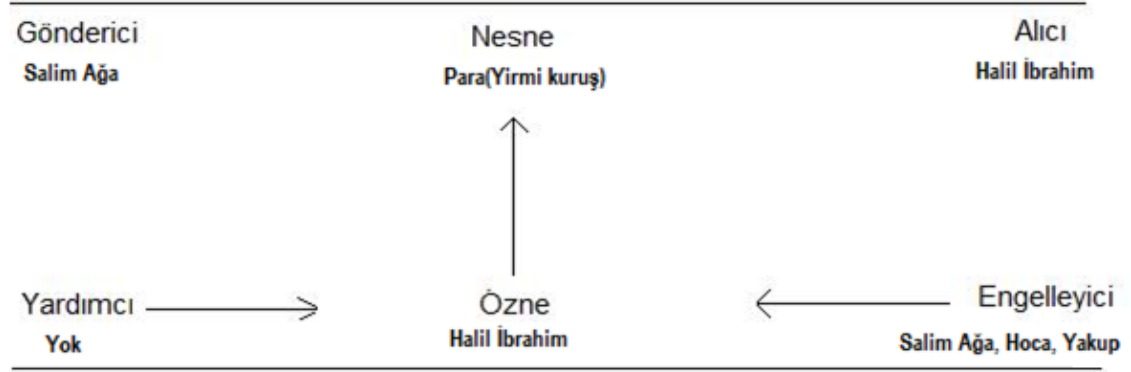 Gönderici Nesne Alıcı
Salim Ağa Para(Yirmi kuruş) Halil İbrahim
Yardımcı Özne Engelleyici
Yok Halil İbrahim Salim Ağa, Hoca, Yakup